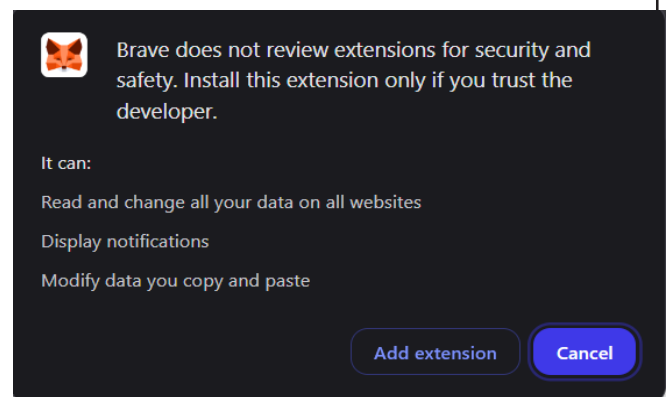 Brave does not review extensions for security and
safety. Install this extension only if you trust the
developer.
It can:
Read and change all your data on all websites
Display notifications
Modify data you copy and paste
Add extension
Cancel